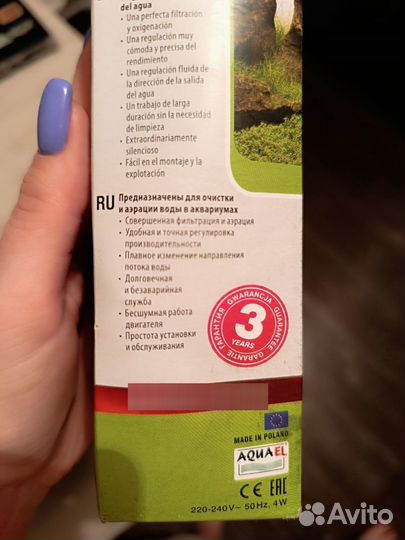 del agua
• Una perfecta filtración
y oxigenación
• Una regulación muy
cómoda y precisa del
rendimiento
• Una regulación fluida de
la dirección de la salida
del agua
• Un trabajo de larga
duración sin la necesidad
de limpieza
• Extraordinariamente
silencioso
• Fácil en el montaje y la
explotación
RU Предназначены для очистки
и аэрации воды в аквариумах
• Совершенная фильтрация и аэрация
• Удобная и точная регулировка
производительности
• Плавное изменение направления
потока воды
• Долговечная
и безаварийная
служба
• Бесшумная работа
двигателя
• Простота установки
и обслуживания
GWARANCJA
GUARANTEE
GARANTIE
ГАРАНТИЯ
3
YEARS
MADE IN POLAND
AQUAEL
CE EAC
220-240V~ 50Hz, 4W
Avito